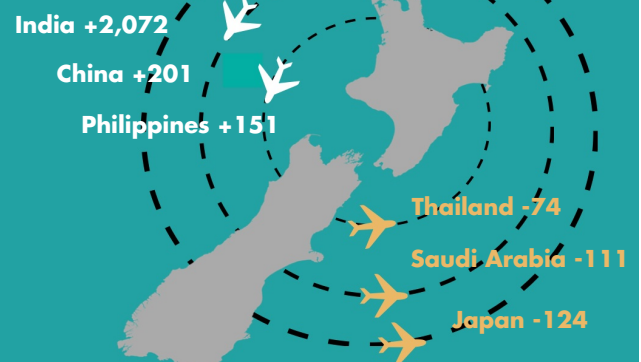 India +2,072
China +201
Philippines +151
Thailand -74
Saudi Arabia -111
Japan -124